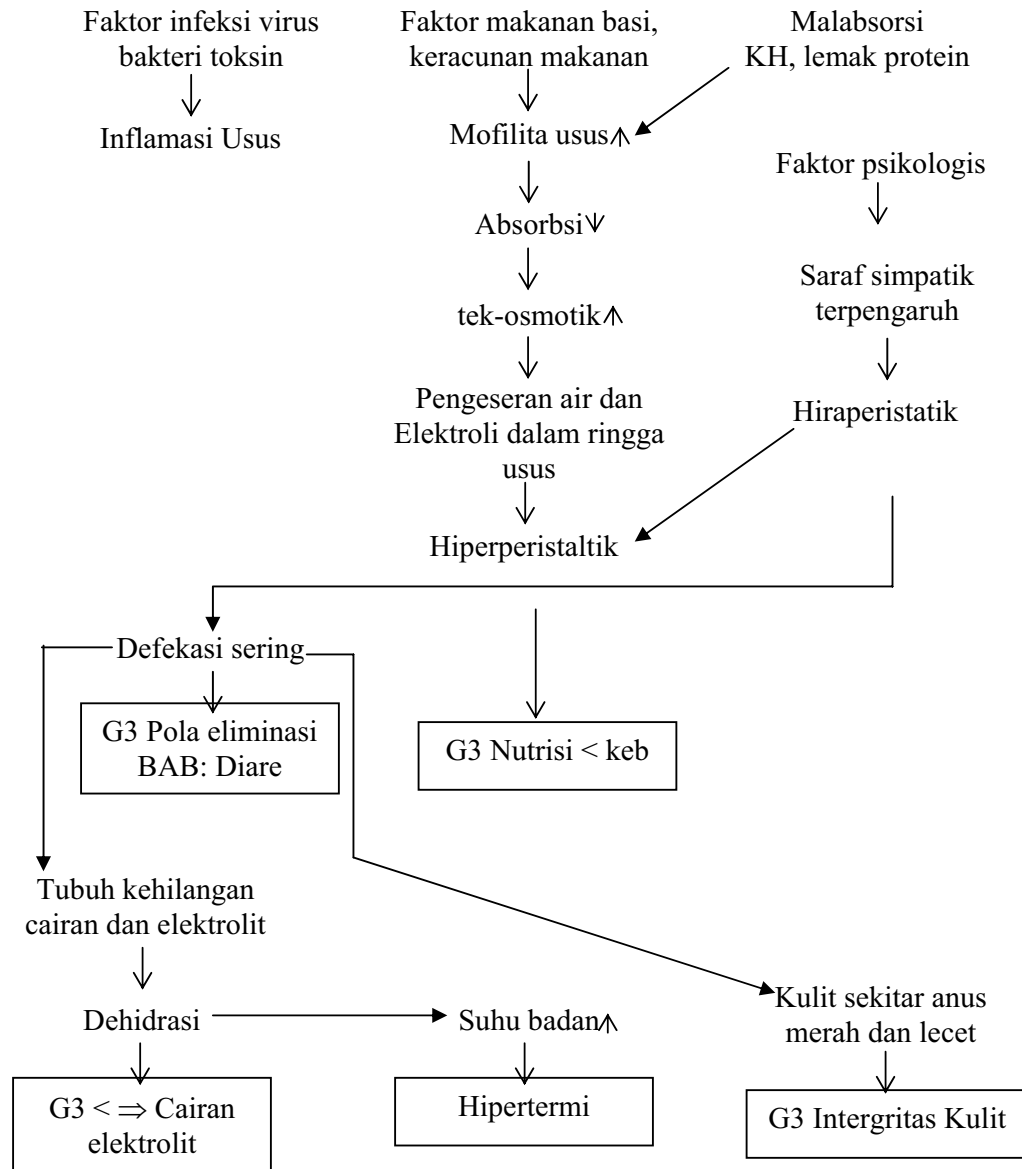 Faktor infeksi virus
bakteri toksin
Inflamasi Usus
Faktor makanan basi,
keracunan makanan
Mofilita usus↑
Absorbsi↓
tek-osmotik↑
Pengeseran air dan
Elektroli dalam ringga
usus
Hiperperistaltik
Malabsorsi
KH, lemak protein
Faktor psikologis
Saraf simpatik
terpengaruh
Hiraperistatik
Defekasi sering
G3 Pola eliminasi
BAB: Diare
G3 Nutrisi < keb
Tubuh kehilangan
cairan dan elektrolit
Dehidrasi
Suhu badan↑
Kulit sekitar anus
merah dan lecet
G3 < ⇒ Cairan
elektrolit
Hipertermi
G3 Intergritas Kulit